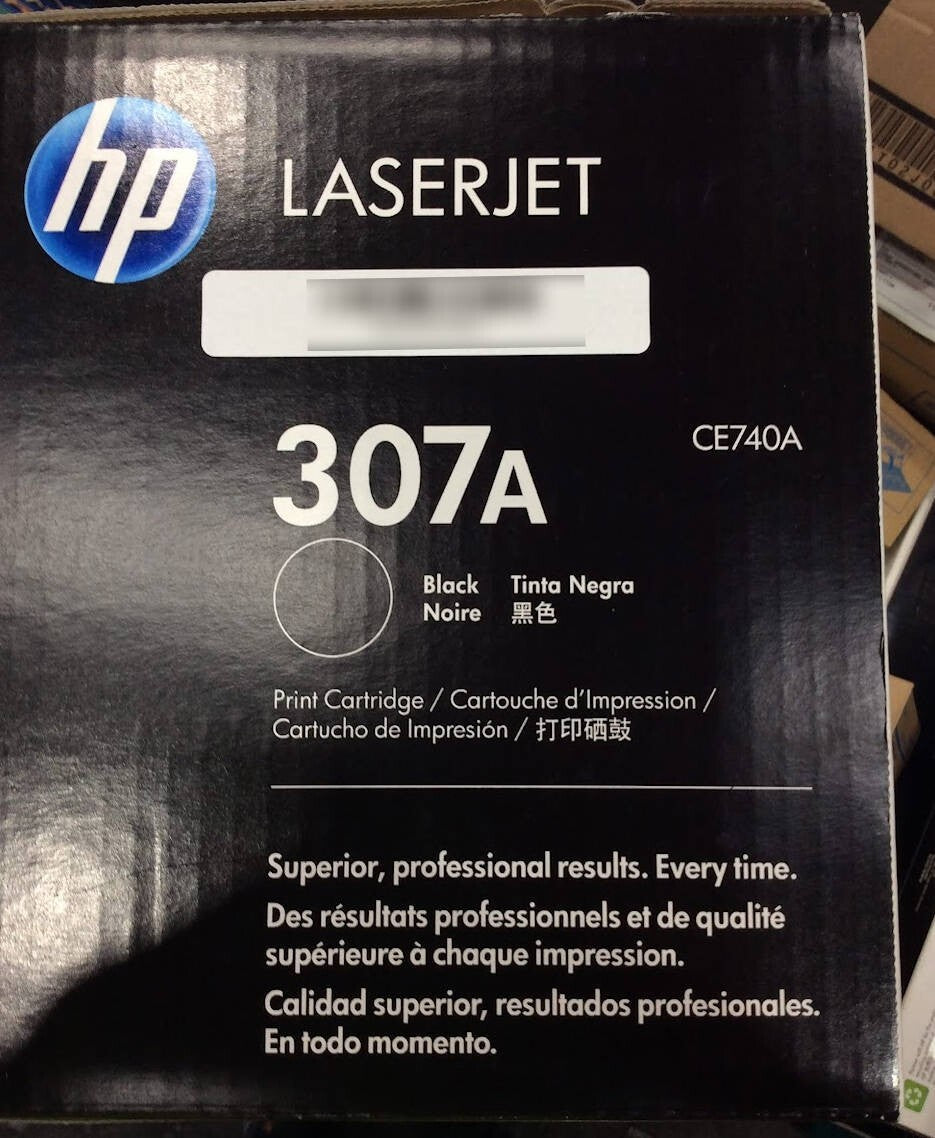 hp
LASERJET
307A
CE740A
Black Tinta Negra
Noire 黑色
Print Cartridge / Cartouche d'Impression /
Cartucho de Impresión / 打印硒鼓
Superior, professional results. Every time.
Des résultats professionnels et de qualité
supérieure à chaque impression.
Calidad superior, resultados profesionales.
En todo momento.